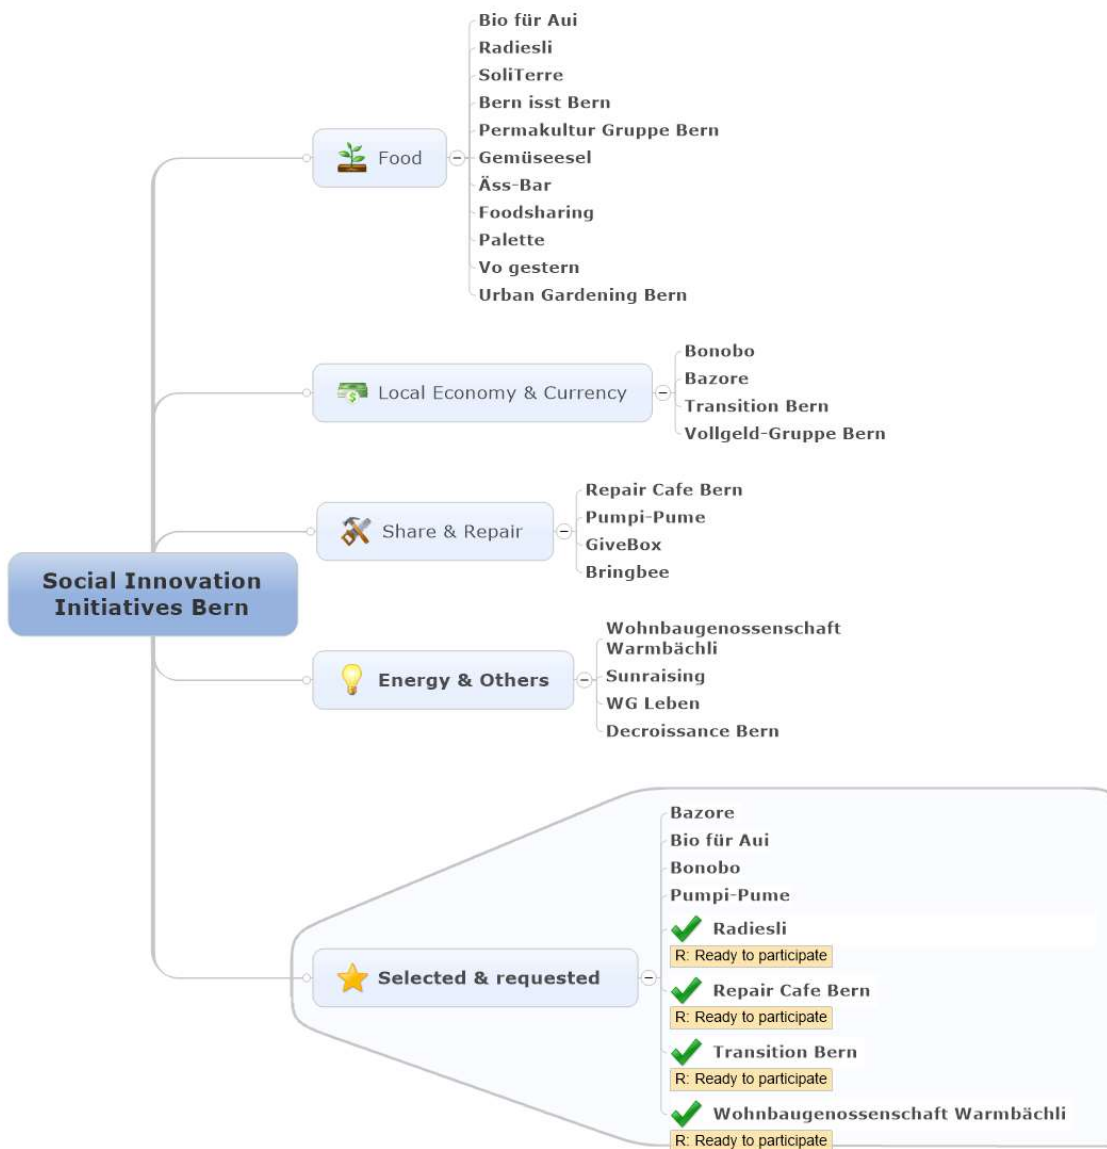 Social Innovation
Initiatives Bern
Food
Bio für Aui
Radiesli
SoliTerre
Bern isst Bern
Permakultur Gruppe Bern
Gemüseesel
Äss-Bar
Foodsharing
Palette
Vo gestern
Urban Gardening Bern
Local Economy & Currency
Bonobo
Bazore
Transition Bern
Vollgeld-Gruppe Bern
Share & Repair
Repair Cafe Bern
Pumpi-Pume
GiveBox
Bringbee
Energy & Others
Wohnbaugenossenschaft
Warmbächli
Sunraising
WG Leben
Decroissance Bern
Selected & requested
Bazore
Bio für Aui
Bonobo
Pumpi-Pume
Radiesli
R: Ready to participate
Repair Cafe Bern
R: Ready to participate
Transition Bern
R: Ready to participate
Wohnbaugenossenschaft Warmbächli
R: Ready to participate